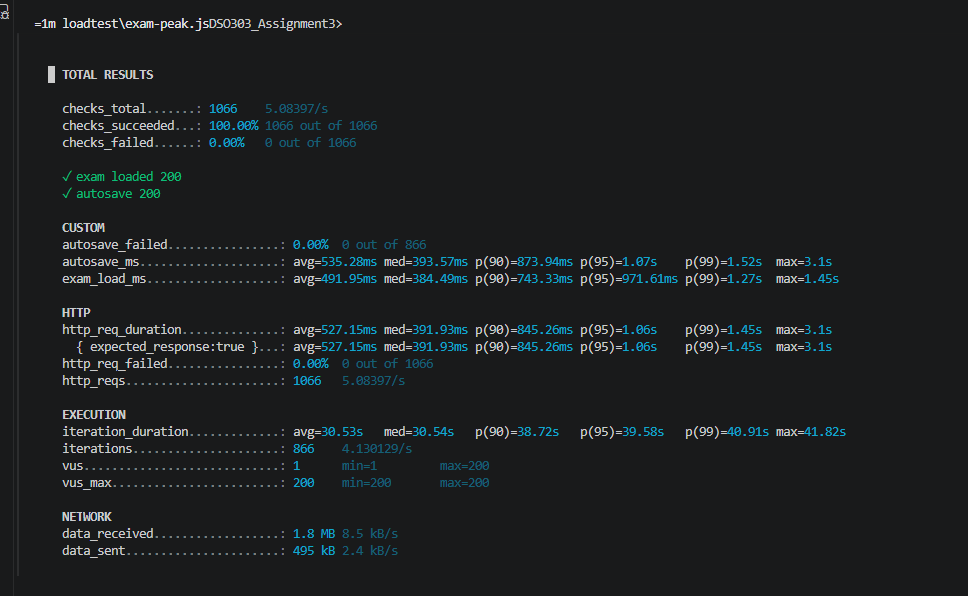 =1m loadtest\exam-peak.jsDSO303_Assignment3>
TOTAL RESULTS
checks_total.......: 1066 5.08397/s
checks_succeeded...: 100.00% 1066 out of 1066
checks_failed......: 0.00% 0 out of 1066
✓ exam loaded 200
✓ autosave 200
CUSTOM
autosave_failed................: 0.00% 0 out of 866
autosave_ms....................: avg=535.28ms med=393.57ms p(90)=873.94ms p(95)=1.07s p(99)=1.52s max=3.1s
exam_load_ms...................: avg=491.95ms med=384.49ms p(90)=743.33ms p(95)=971.61ms p(99)=1.27s max=1.45s
HTTP
http_req_duration..............: avg=527.15ms med=391.93ms p(90)=845.26ms p(95)=1.06s p(99)=1.45s max=3.1s
{ expected_response:true }...: avg=527.15ms med=391.93ms p(90)=845.26ms p(95)=1.06s p(99)=1.45s max=3.1s
http_req_failed................: 0.00% 0 out of 1066
http_reqs......................: 1066 5.08397/s
EXECUTION
iteration_duration.............: avg=30.53s med=30.54s p(90)=38.72s p(95)=39.58s p(99)=40.91s max=41.82s
iterations.....................: 866 4.130129/s
vus............................: 1 min=1 max=200
vus_max........................: 200 min=200 max=200
NETWORK
data_received..................: 1.8 MB 8.5 kB/s
data_sent......................: 495 kB 2.4 kB/s